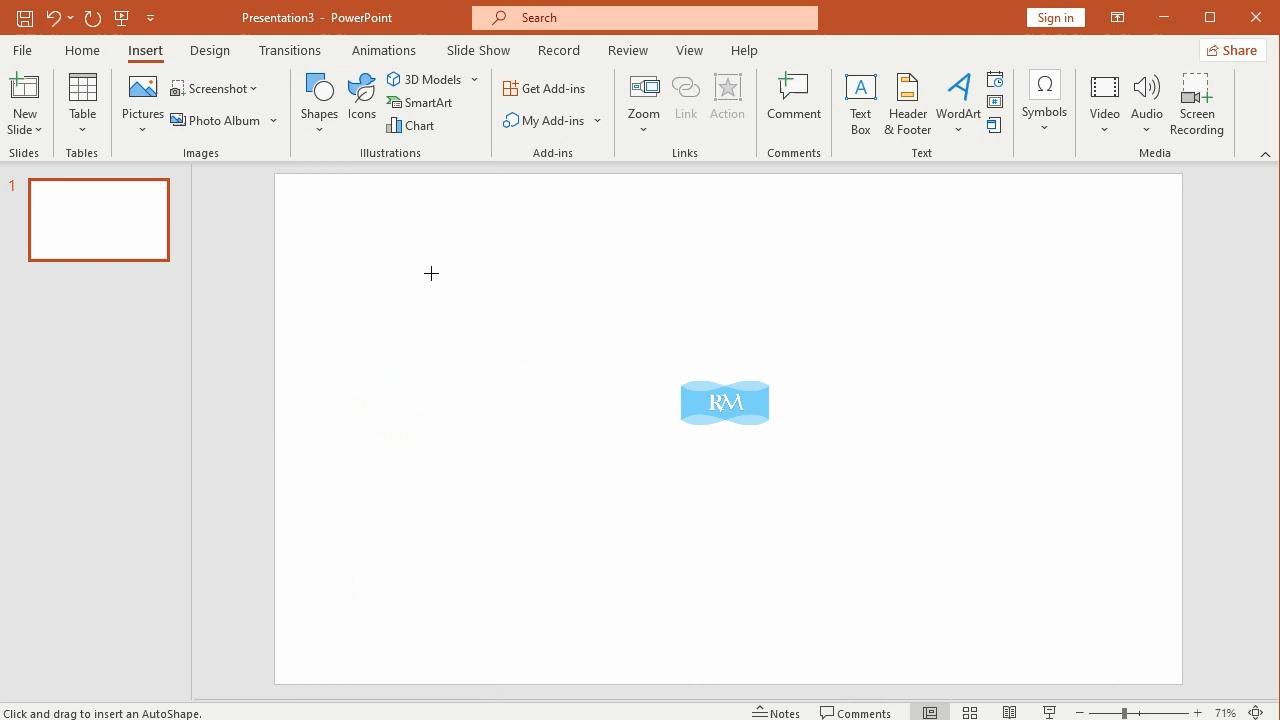 Presentation3 - PowerPoint
Search
Sign in
File Home Insert Design Transitions Animations Slide Show Record Review View Help
Share
New Slide
Table
Pictures
Screenshot
Photo Album
Shapes
Icons
3D Models
SmartArt
Chart
Get Add-ins
My Add-ins
Zoom
Link
Action
Comment
Text Box
Header & Footer
WordArt
Symbols
Video
Audio
Screen Recording
Slides Tables Images Illustrations Add-ins Links Comments Text Media
1
RM
Click and drag to insert an AutoShape.
Notes
Comments
71%